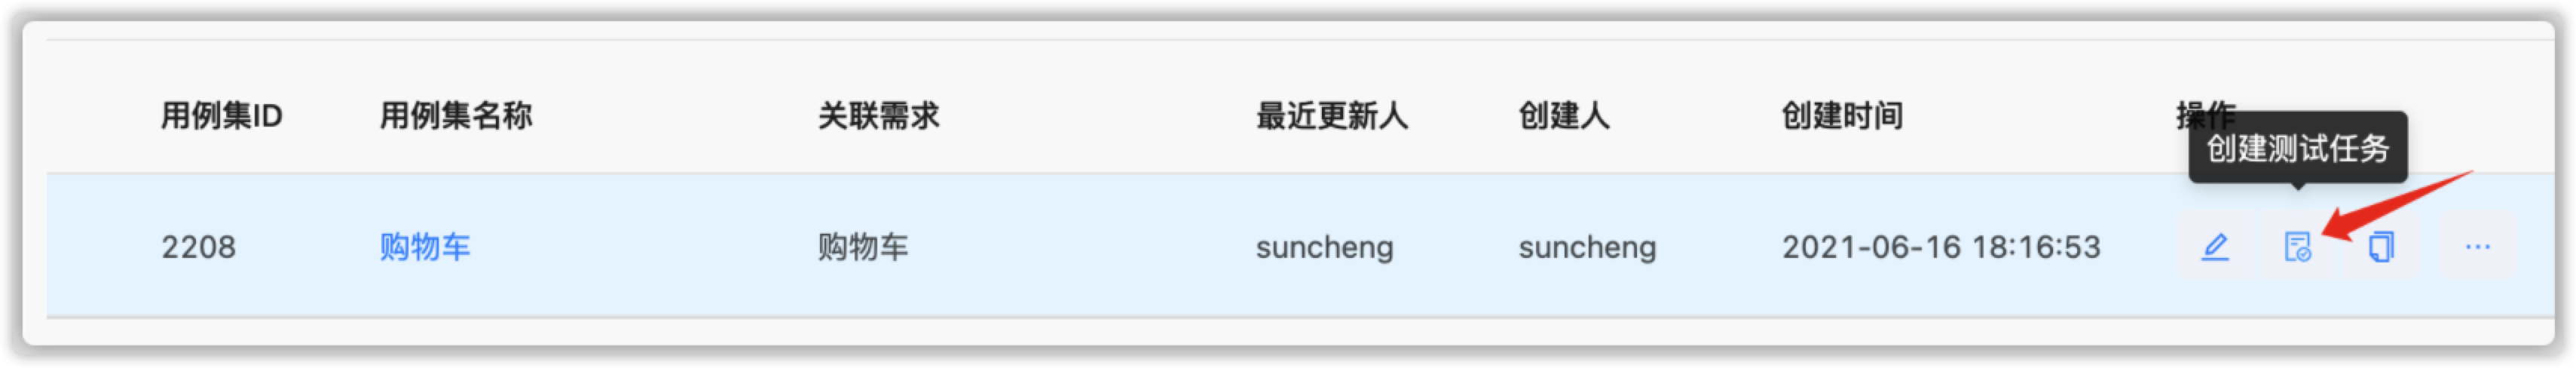 用例集ID 用例集名称 关联需求 最近更新人 创建人 创建时间 操作
创建测试任务
2208 购物车 购物车 suncheng suncheng 2021-06-16 18:16:53